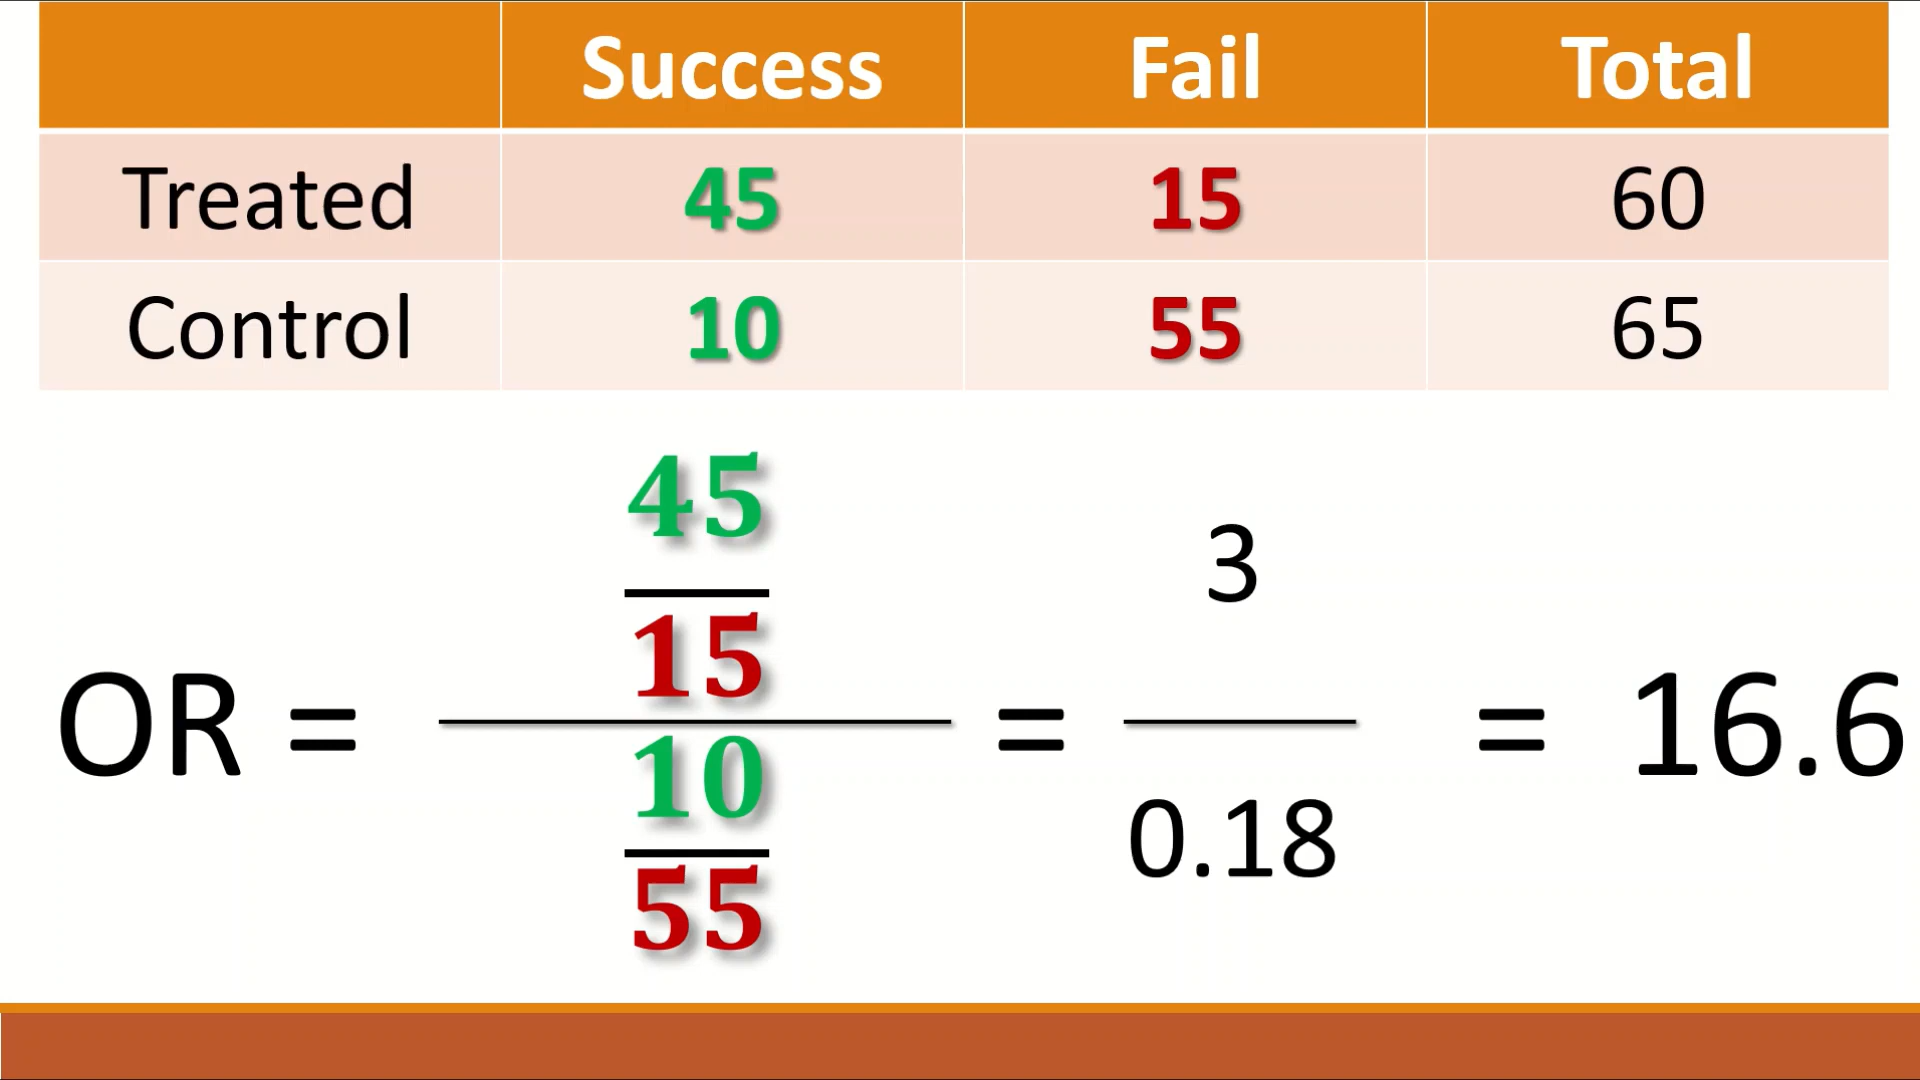 Success Fail Total
Treated 45 15 60
Control 10 55 65
45
15
10
55
OR = = 3 = 16.6
0.18